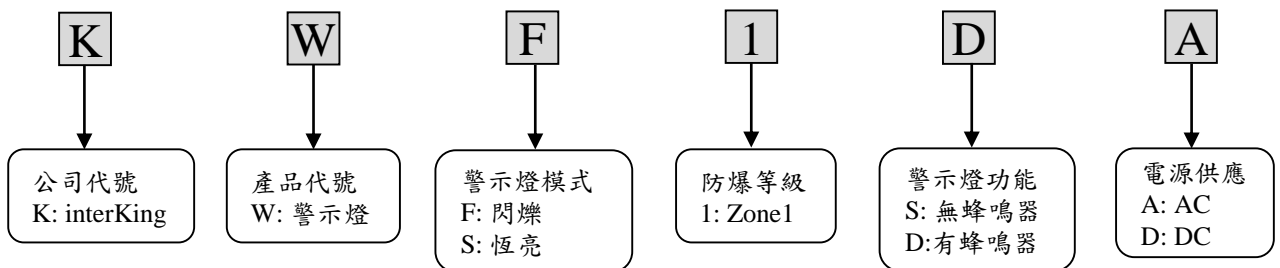 K W F 1 D A
公司代號
K: interKing
產品代號
W: 警示燈
警示燈模式
F: 閃爍
S: 恆亮
防爆等級
1: Zone1
警示燈功能
S: 無蜂鳴器
D:有蜂鳴器
電源供應
A: AC
D: DC